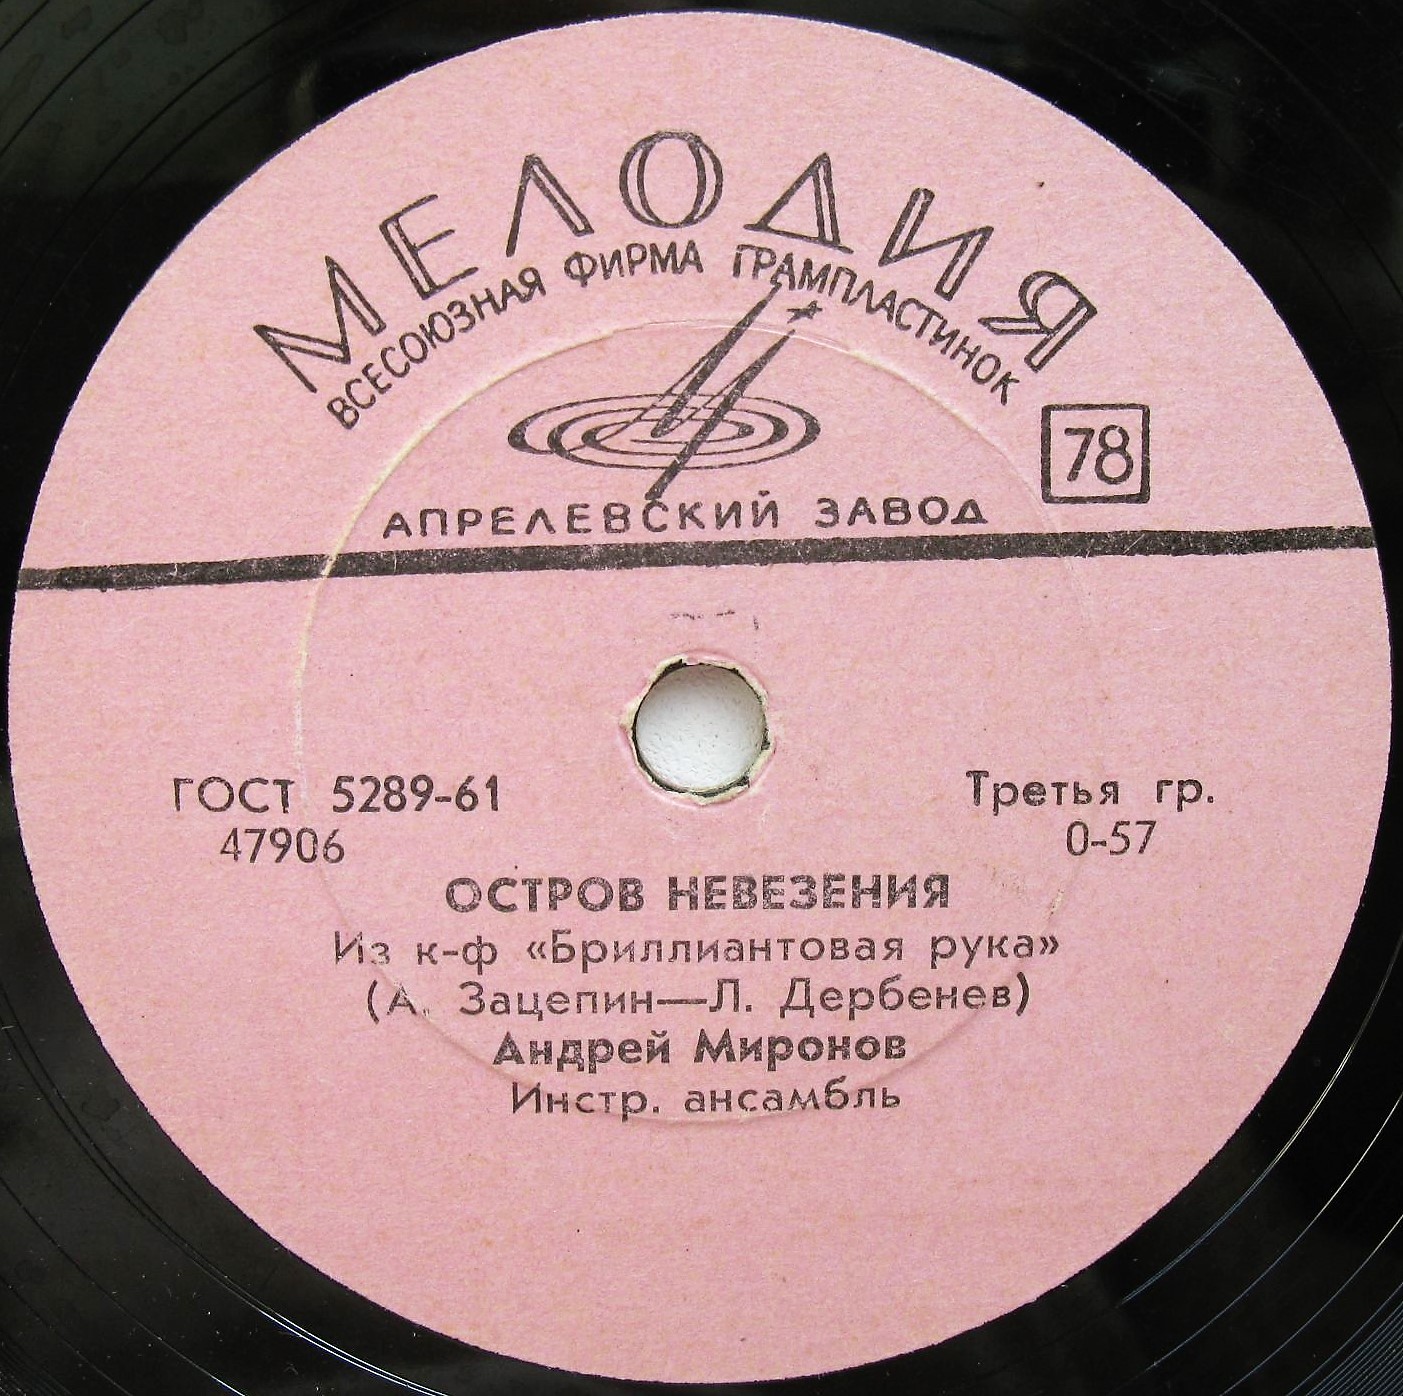 МЕЛОДИЯ
ВСЕСОЮЗНАЯ ФИРМА ГРАМПЛАСТИНОК
78
АПРЕЛЕВСКИЙ ЗАВОД
ГОСТ 5289-61
47906
Третья гр.
0-57
ОСТРОВ НЕВЕЗЕНИЯ
Из к-ф «Бриллиантовая рука»
(А. Зацепин—Л. Дербенев)
Андрей Миронов
Инстр. ансамбль